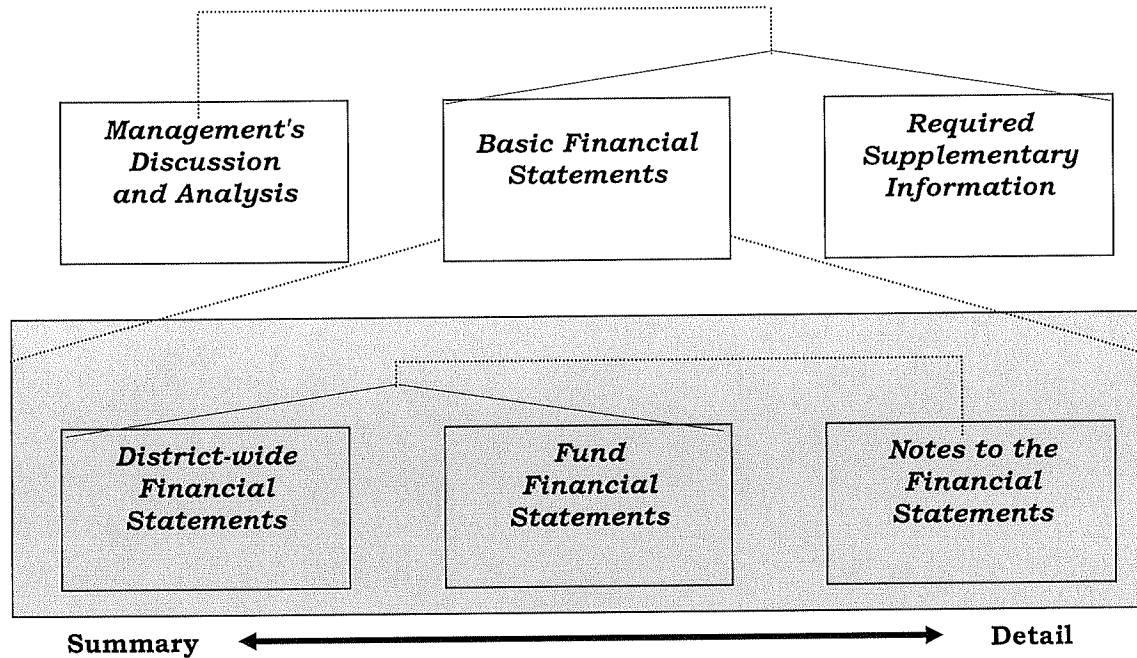 Management's
Discussion
and Analysis
Basic Financial
Statements
Required
Supplementary
Information
District-wide
Financial
Statements
Fund
Financial
Statements
Notes to the
Financial
Statements
Summary
Detail